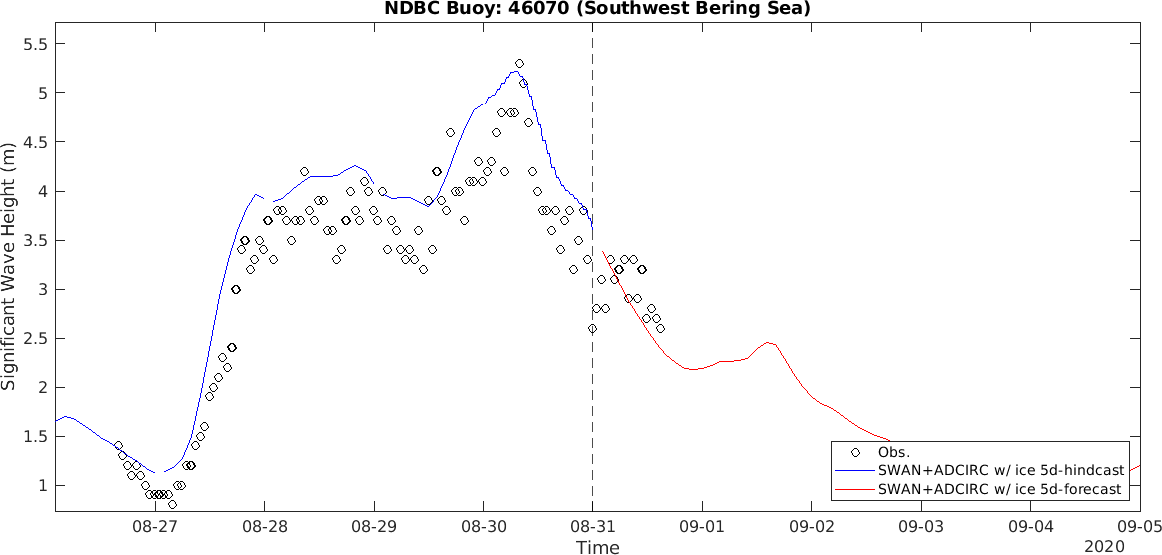 NDBC Buoy: 46070 (Southwest Bering Sea)
Significant Wave Height (m)
5.5
5
4.5
4
3.5
3
2.5
2
1.5
1
Obs.
SWAN+ADCIRC w/ ice 5d-hindcast
SWAN+ADCIRC w/ ice 5d-forecast
08-27 08-28 08-29 08-30 08-31 09-01 09-02 09-03 09-04 09-05
Time
2020